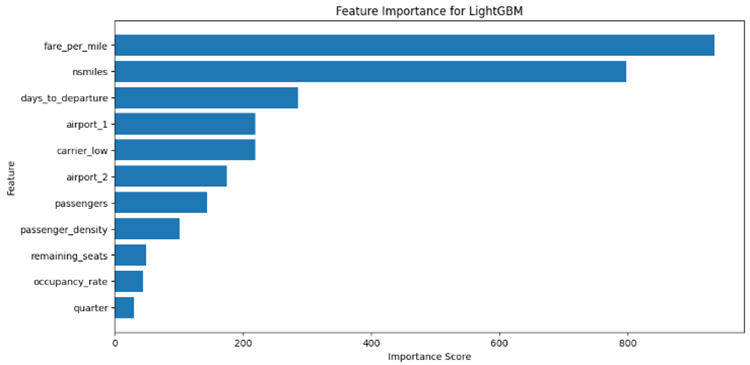 Feature Importance for LightGBM
fare_per_mile
nsmiles
days_to_departure
airport_1
carrier_low
airport_2
passengers
passenger_density
remaining_seats
occupancy_rate
quarter
Feature
0 200 400 600 800
Importance Score